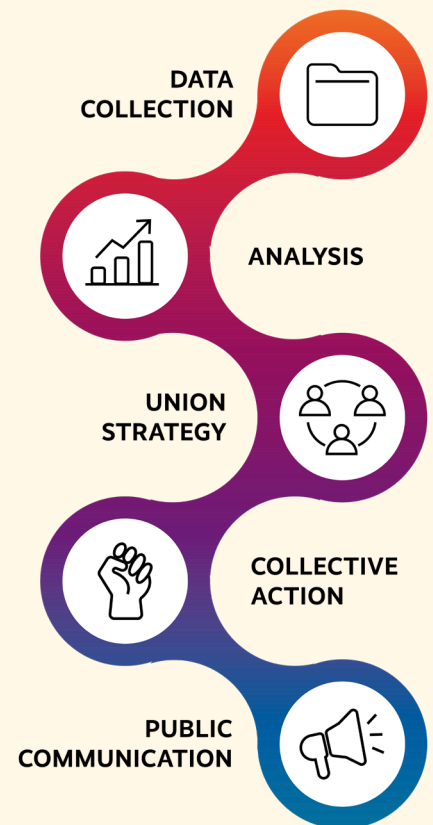 DATA
COLLECTION
ANALYSIS
UNION
STRATEGY
COLLECTIVE
ACTION
PUBLIC
COMMUNICATION